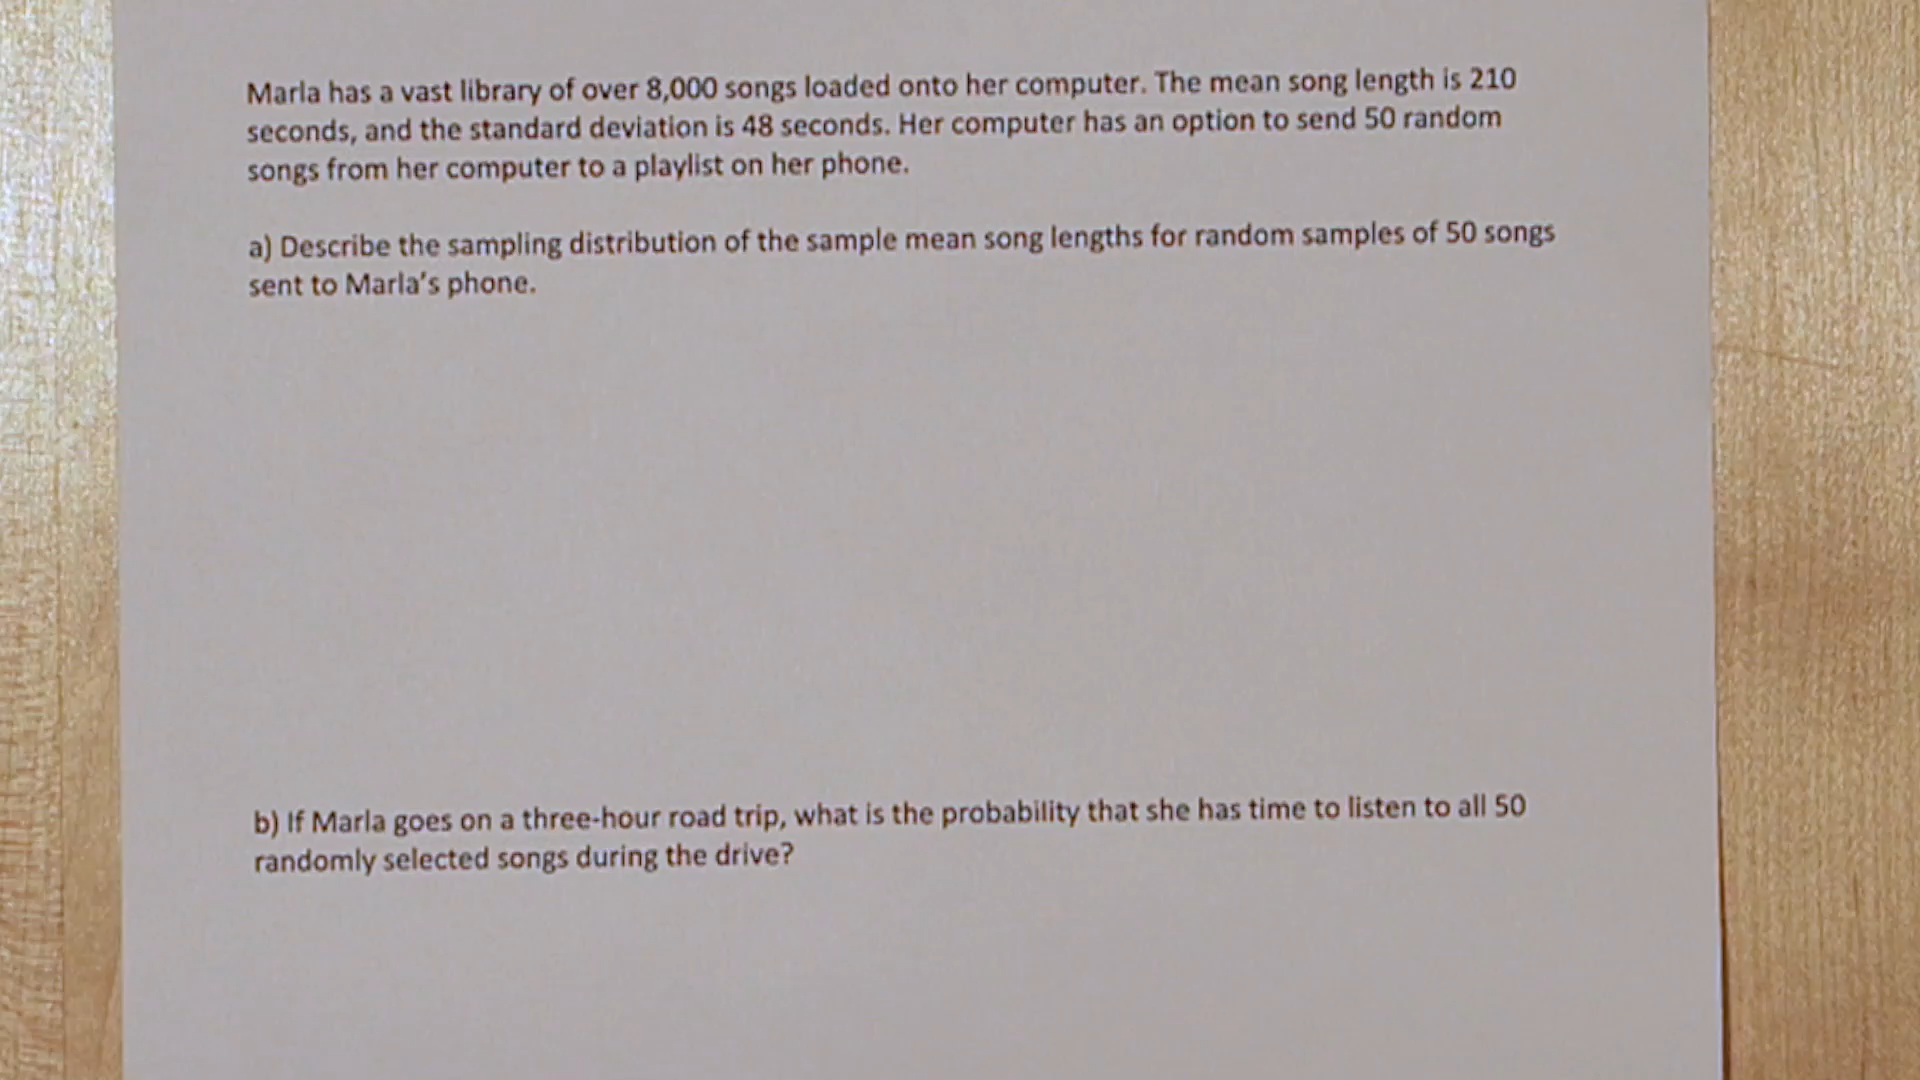 Marla has a vast library of over 8,000 songs loaded onto her computer. The mean song length is 210
seconds, and the standard deviation is 48 seconds. Her computer has an option to send 50 random
songs from her computer to a playlist on her phone.
a) Describe the sampling distribution of the sample mean song lengths for random samples of 50 songs
sent to Marla's phone.
b) If Marla goes on a three-hour road trip, what is the probability that she has time to listen to all 50
randomly selected songs during the drive?